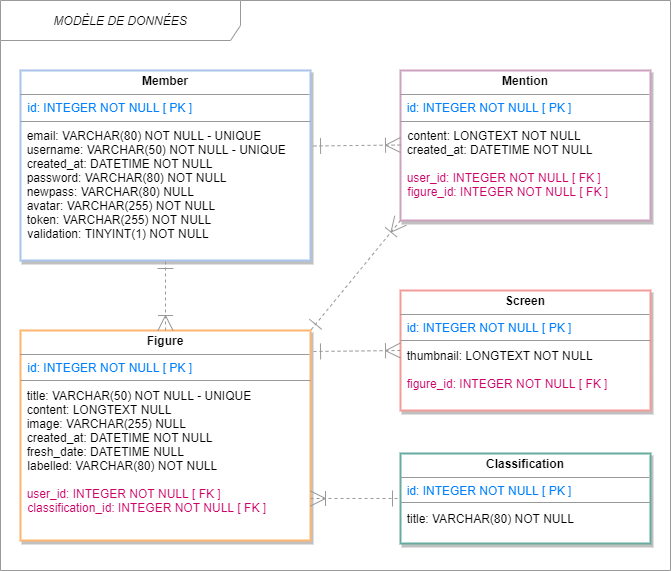 MODÈLE DE DONNÉES
Member
id: INTEGER NOT NULL [ PK ]
email: VARCHAR(80) NOT NULL - UNIQUE
username: VARCHAR(50) NOT NULL - UNIQUE
created_at: DATETIME NOT NULL
password: VARCHAR(80) NOT NULL
newpass: VARCHAR(80) NULL
avatar: VARCHAR(255) NOT NULL
token: VARCHAR(255) NOT NULL
validation: TINYINT(1) NOT NULL
Mention
id: INTEGER NOT NULL [ PK ]
content: LONGTEXT NOT NULL
created_at: DATETIME NOT NULL
user_id: INTEGER NOT NULL [ FK ]
figure_id: INTEGER NOT NULL [ FK ]
Figure
id: INTEGER NOT NULL [ PK ]
title: VARCHAR(50) NOT NULL - UNIQUE
content: LONGTEXT NULL
image: VARCHAR(255) NULL
created_at: DATETIME NOT NULL
fresh_date: DATETIME NULL
labelled: VARCHAR(80) NOT NULL
user_id: INTEGER NOT NULL [ FK ]
classification_id: INTEGER NOT NULL [ FK ]
Screen
id: INTEGER NOT NULL [ PK ]
thumbnail: LONGTEXT NOT NULL
figure_id: INTEGER NOT NULL [ FK ]
Classification
id: INTEGER NOT NULL [ PK ]
title: VARCHAR(80) NOT NULL